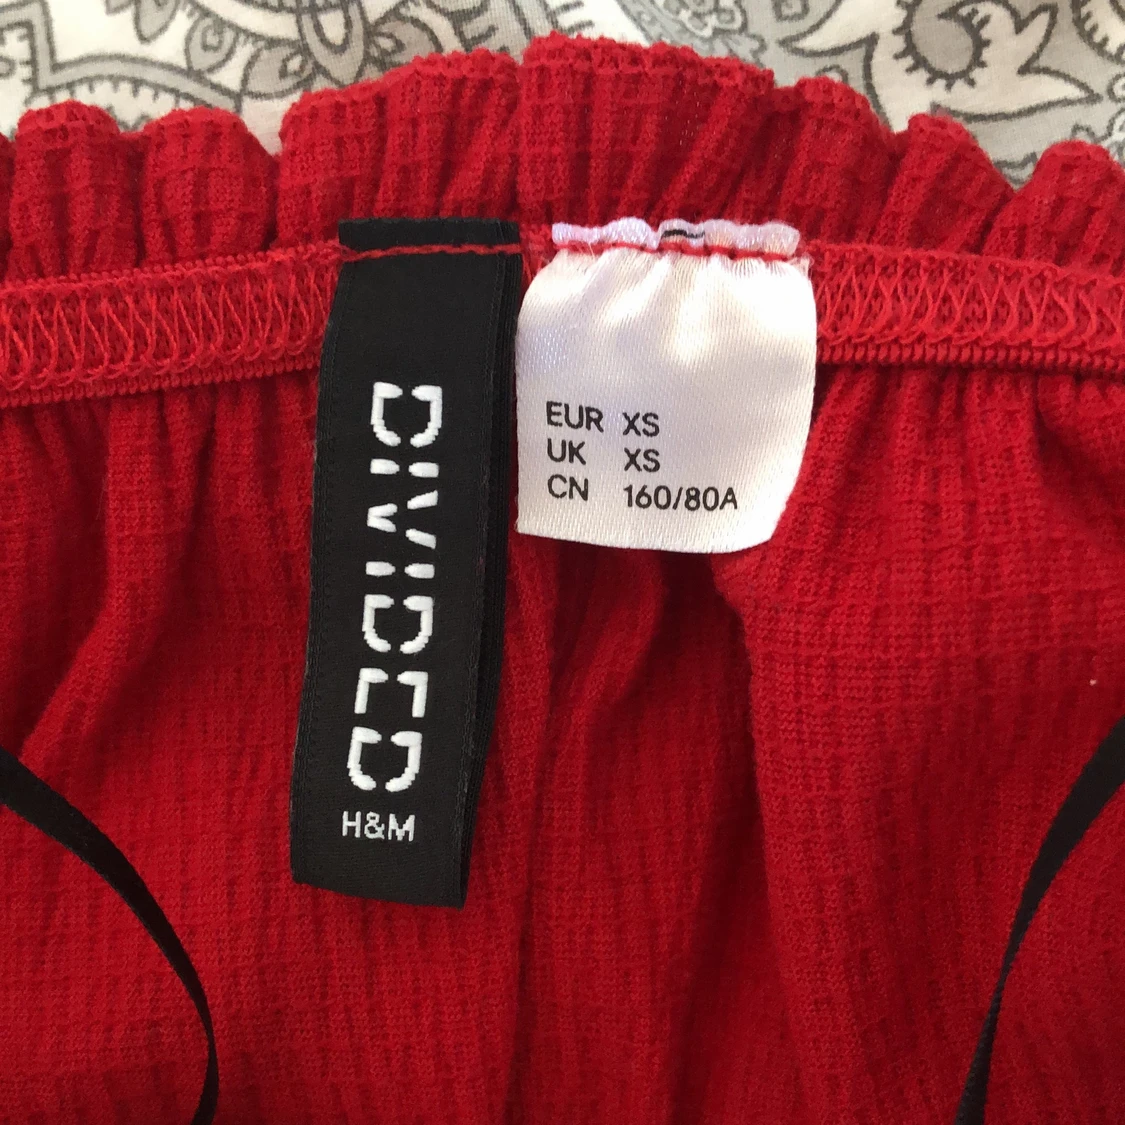 DIVIDED
H&M
EUR XS
UK XS
CN 160/80A